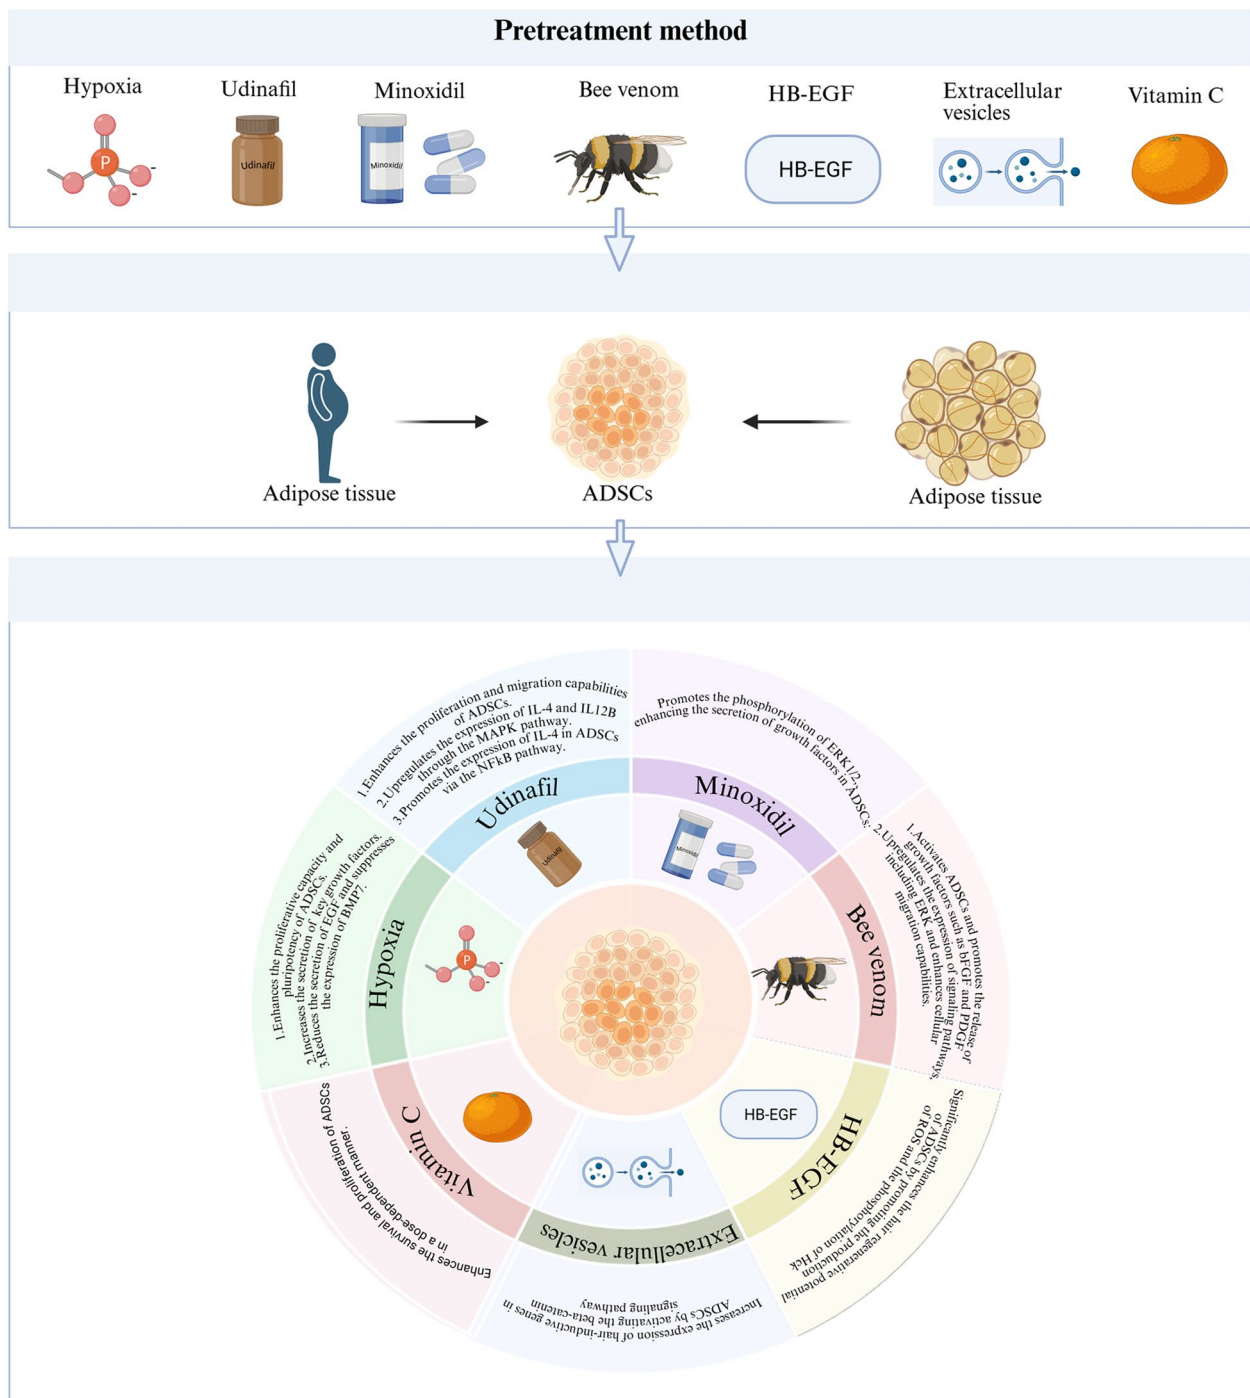 Pretreatment method
Hypoxia
Udinafil
Minoxidil
Bee venom
HB-EGF
Extracellular
vesicles
Vitamin C
P
Udinafil
Minoxidil
HB-EGF
Adipose tissue
ADSCs
Adipose tissue
1.Enhances the proliferation and migration capabilities
of ADSCs.
2.Upregulates the expression of IL-4 and IL12B
through the MAPK pathway.
3.Promotes the expression of IL-4 in ADSCs
via the NFkB pathway.
Udinafil
Udinafil
Promotes the phosphorylation of ERK1/2,
enhancing the secretion of growth factors in ADSCs.
Minoxidil
Minoxidil
1.Activates ADSCs and promotes the release of
growth factors such as bFGF and PDGF
2.Upregulates the expression of signaling pathways,
including ERK and enhances cellular
migration capabilities.
Bee venom
Significantly enhances the hair regenerative potential
of ADSCs by promoting the production
of ROS and the phosphorylation of Hck
HB-EGF
HB-EGF
Increases the expression of hair-inductive genes in
ADSCs by activating the beta-catenin
signaling pathway
Extracellular vesicles
Enhances the survival and proliferation of ADSCs
in a dose-dependent manner.
Vitamin C
1.Enhances the proliferative capacity and
pluripotency of ADSCs.
2.Increases the secretion of key growth factors.
3.Reduces the secretion of EGF and suppresses
the expression of BMP7.
Hypoxia
P